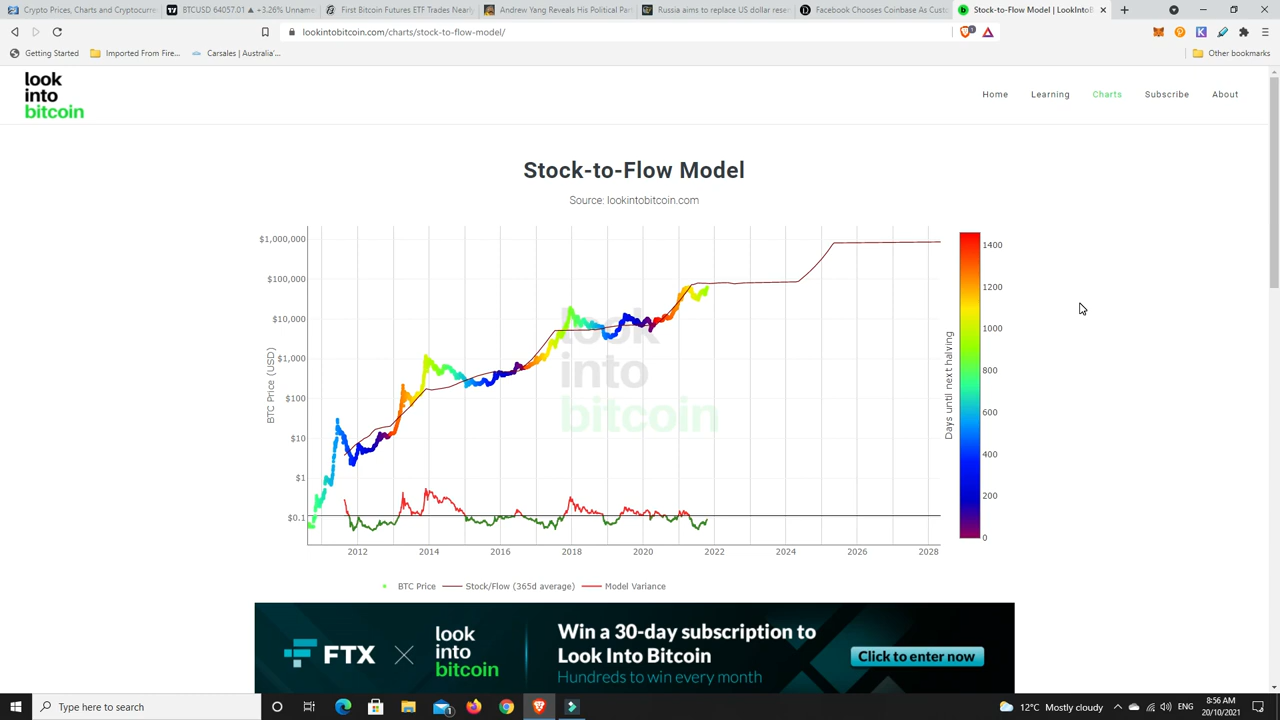 Crypto Prices, Charts and Cryptocurr
BTCUSD 64057.01 ▲ +3.26% Unname
First Bitcoin Futures ETF Trades Nearly
Andrew Yang Reveals His Political Par
Russia aims to replace US dollar reser
Facebook Chooses Coinbase As Custo
Stock-to-Flow Model | LookIntoB
lookintobitcoin.com/charts/stock-to-flow-model/
Getting Started
Imported From Fire...
Carsales | Australia'...
Other bookmarks
look
into
bitcoin
Home
Learning
Charts
Subscribe
About
Stock-to-Flow Model
Source: lookintobitcoin.com
$1,000,000
$100,000
$10,000
$1,000
$100
$10
$1
$0.1
BTC Price (USD)
look
into
bitcoin
2012
2014
2016
2018
2020
2022
2024
2026
2028
1400
1200
1000
800
600
400
200
0
Days until next halving
BTC Price
Stock/Flow (365d average)
Model Variance
FTX
look
into
bitcoin
Win a 30-day subscription to
Look Into Bitcoin
Hundreds to win every month
Click to enter now
Type here to search
12°C Mostly cloudy
ENG
8:56 AM
20/10/2021